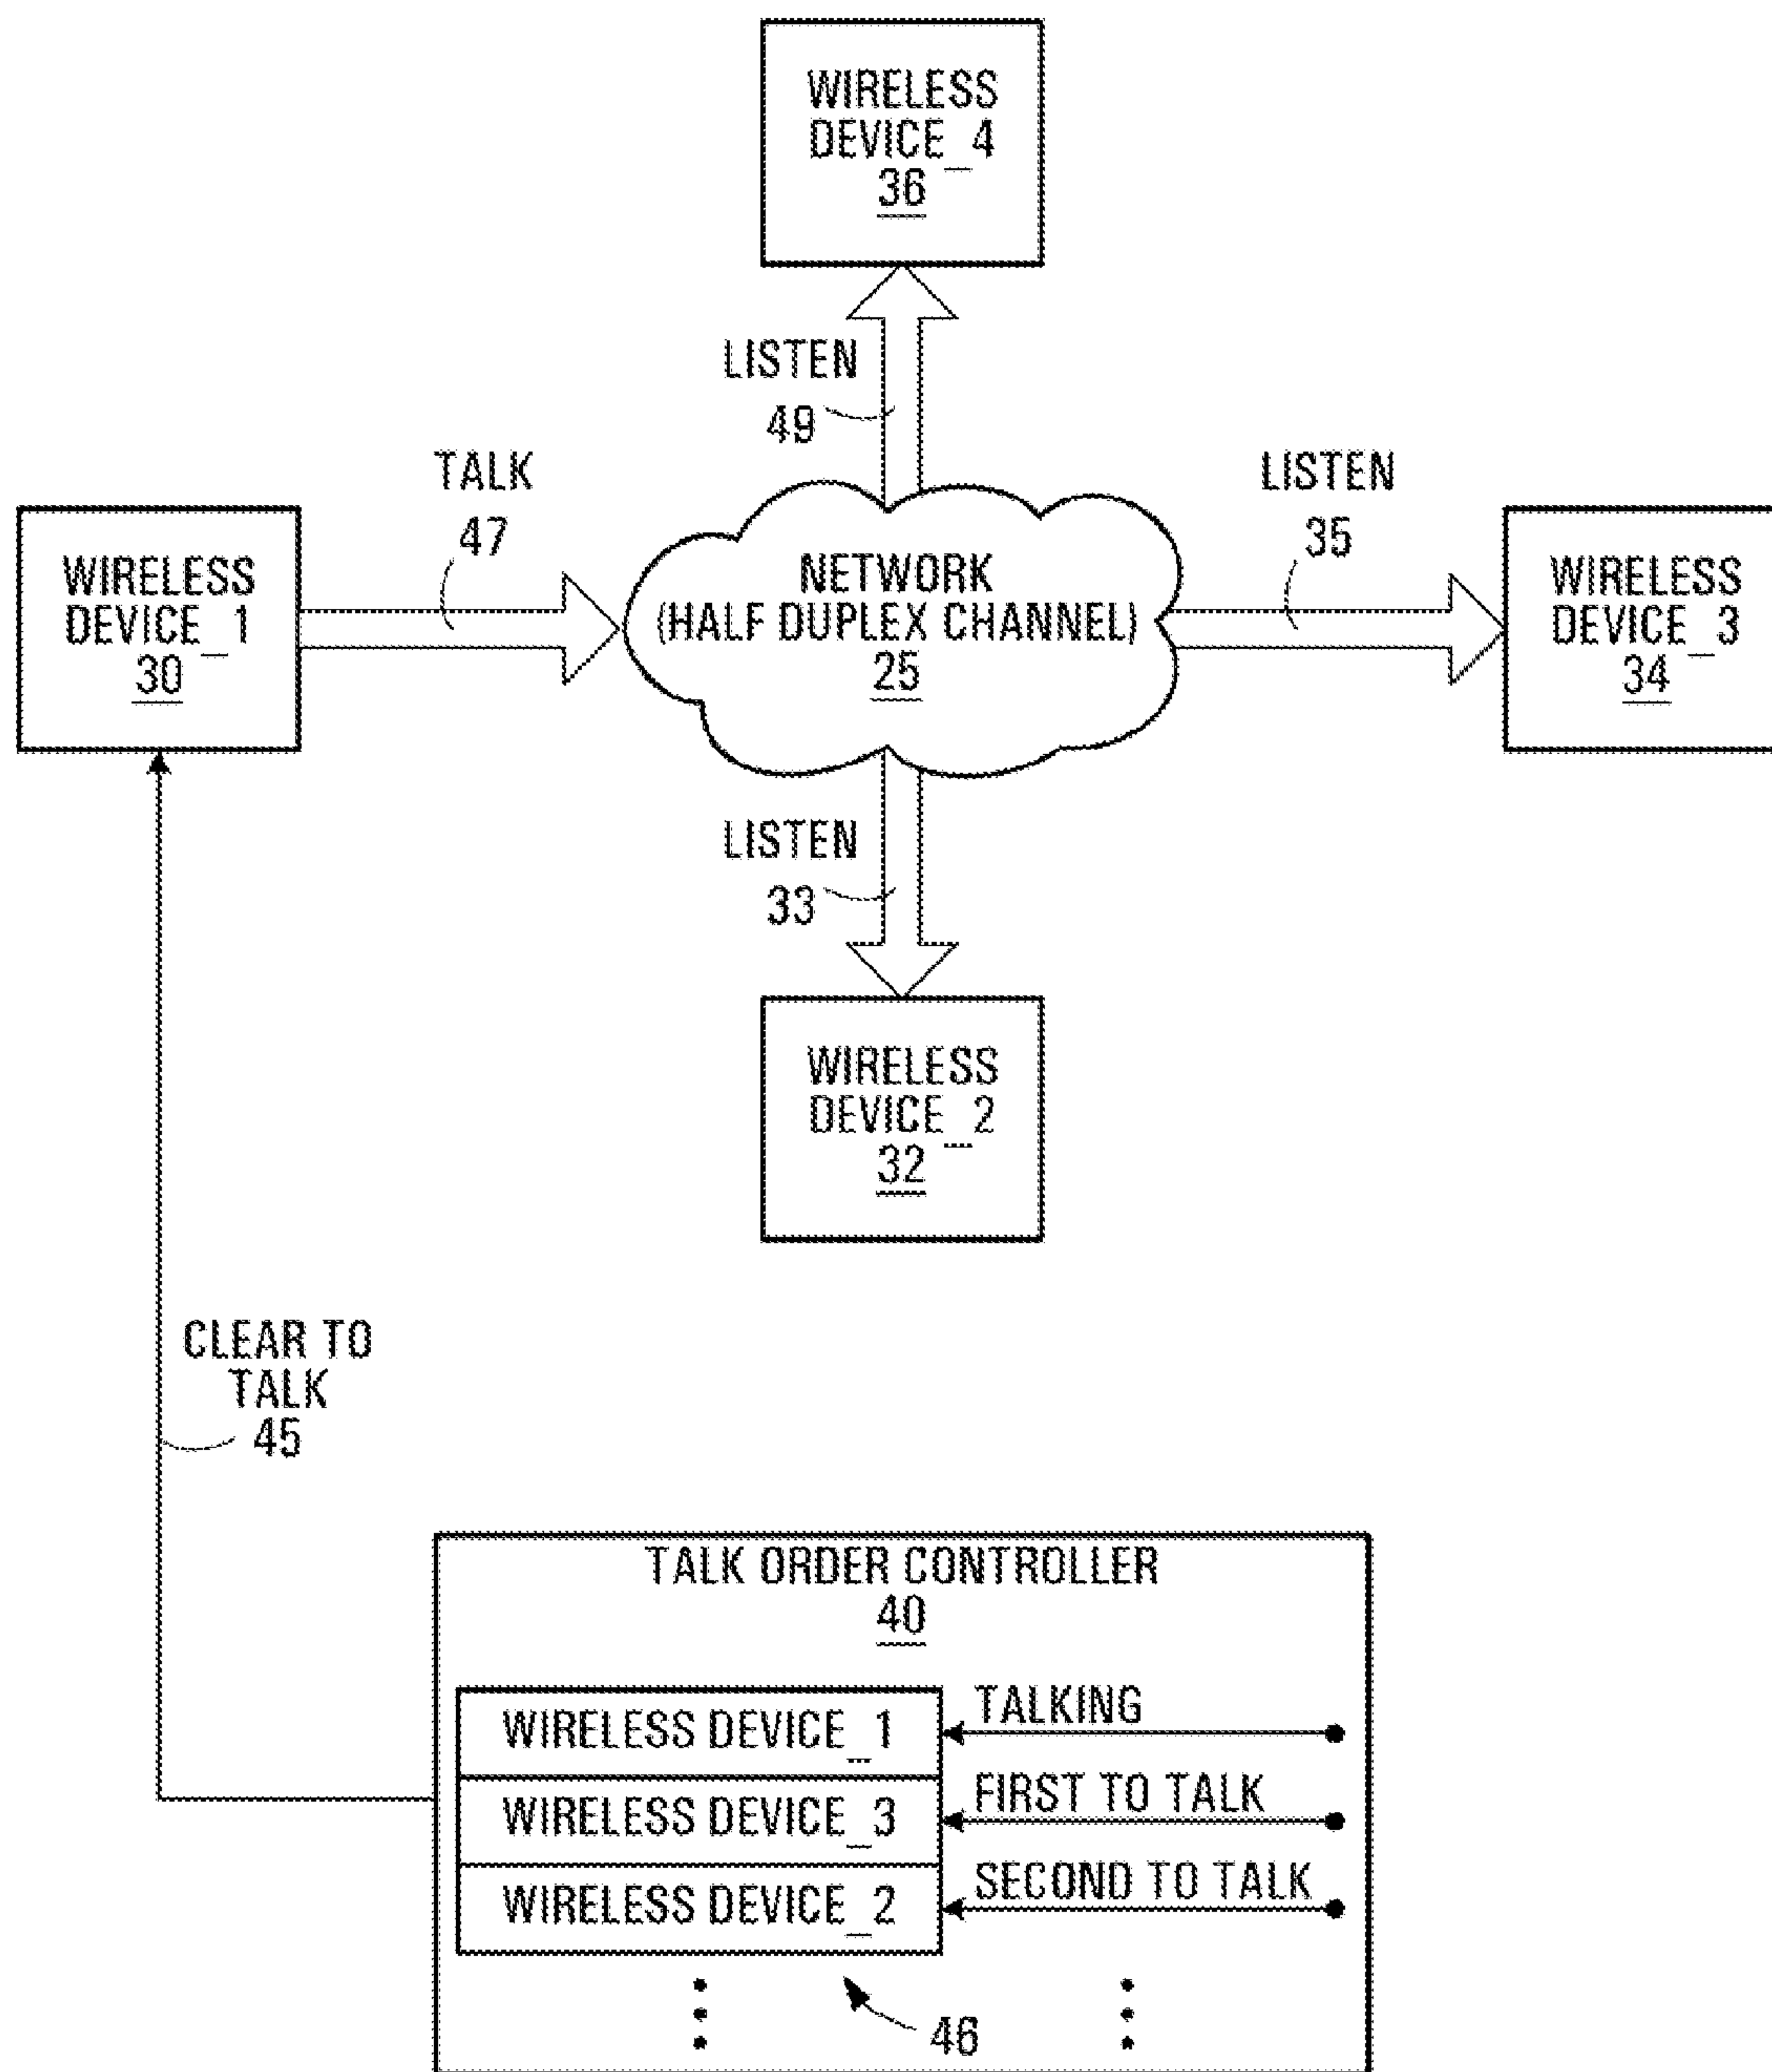 WIRELESS
DEVICE_4
36
LISTEN
49
TALK
47
LISTEN
35
WIRELESS
DEVICE_1
30
NETWORK
(HALF DUPLEX CHANNEL)
25
WIRELESS
DEVICE_3
34
LISTEN
33
WIRELESS
DEVICE_2
32
CLEAR TO
TALK
45
TALK ORDER CONTROLLER
40
WIRELESS DEVICE_1
TALKING
WIRELESS DEVICE_3
FIRST TO TALK
WIRELESS DEVICE_2
SECOND TO TALK
46